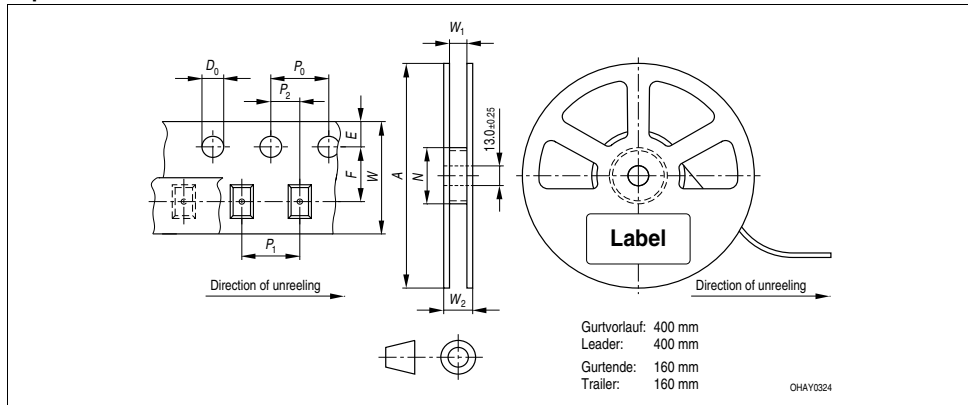 W1
D0
P0
P2
E
F
W
A
N
13.0±0.25
P1
W2
Label
Direction of unreeling
Direction of unreeling
Gurtvorlauf: 400 mm
Leader: 400 mm
Gurtende: 160 mm
Trailer: 160 mm
OHAY0324